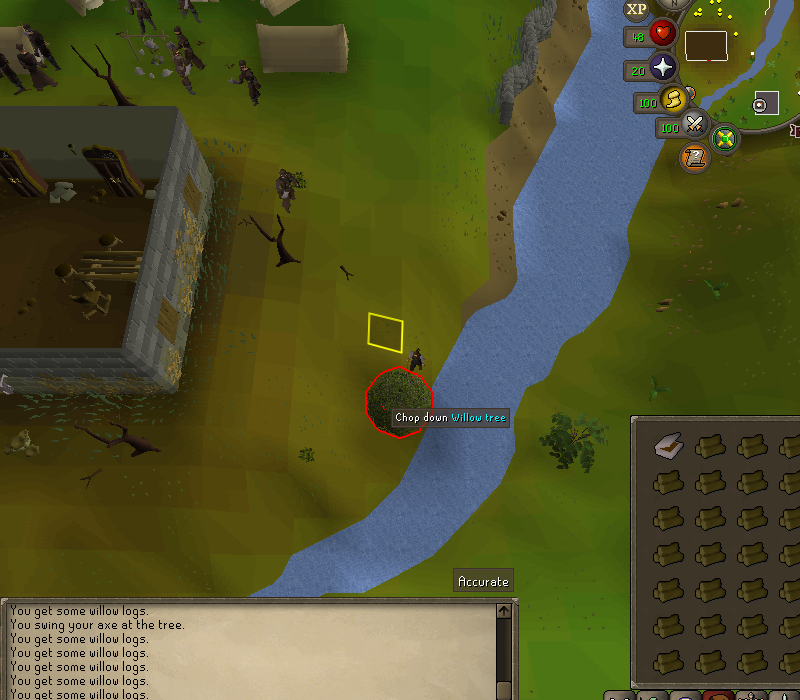 XP
N
48
20
100
100
?
Chop down Willow tree
Accurate
You get some willow logs.
You swing your axe at the tree.
You get some willow logs.
You get some willow logs.
You get some willow logs.
You get some willow logs.
You get some willow logs.